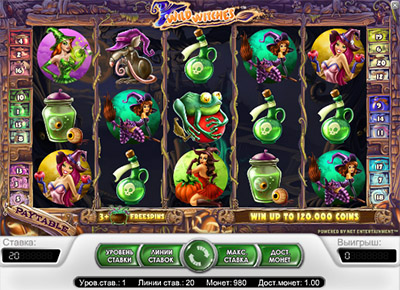 WILD WITCHES
PAYTABLE
3+ FREESPINS
WIN UP TO 120.000 COINS
POWERED BY NET ENTERTAINMENT
Ставка:
20
УРОВЕНЬ СТАВКИ
ЛИНИИ СТАВОК
МАКС СТАВКА
ДОСТ. МОНЕТ
Выигрыш:
0
Уров.став.: 1 Линии став.: 20 Монет: 980 Дост.монет: 1.00